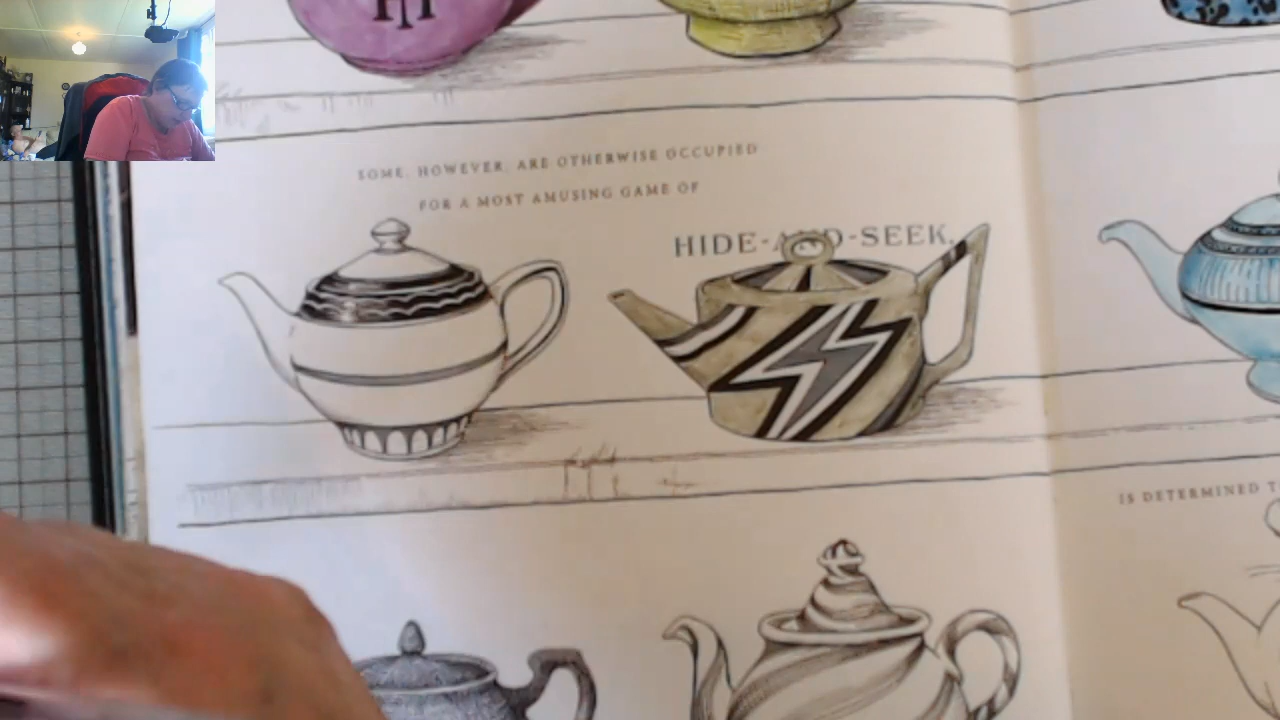 SOME, HOWEVER, ARE OTHERWISE OCCUPIED
FOR A MOST AMUSING GAME OF
HIDE-AND-SEEK.
IS DETERMINED